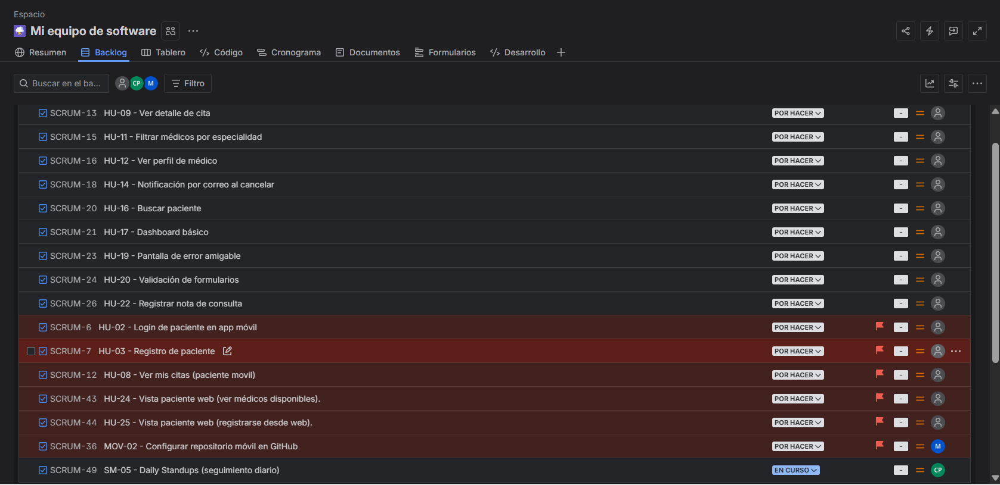 Espacio
Mi equipo de software
Resumen Backlog Tablero Código Cronograma Documentos Formularios Desarrollo
Buscar en el ba... CP M Filtro
SCRUM-13 HU-09 - Ver detalle de cita POR HACER -
SCRUM-15 HU-11 - Filtrar médicos por especialidad POR HACER -
SCRUM-16 HU-12 - Ver perfil de médico POR HACER -
SCRUM-18 HU-14 - Notificación por correo al cancelar POR HACER -
SCRUM-20 HU-16 - Buscar paciente POR HACER -
SCRUM-21 HU-17 - Dashboard básico POR HACER -
SCRUM-23 HU-19 - Pantalla de error amigable POR HACER -
SCRUM-24 HU-20 - Validación de formularios POR HACER -
SCRUM-26 HU-22 - Registrar nota de consulta POR HACER -
SCRUM-6 HU-02 - Login de paciente en app móvil POR HACER -
SCRUM-7 HU-03 - Registro de paciente POR HACER -
SCRUM-12 HU-08 - Ver mis citas (paciente movil) POR HACER -
SCRUM-43 HU-24 - Vista paciente web (ver médicos disponibles). POR HACER -
SCRUM-44 HU-25 - Vista paciente web (registrarse desde web). POR HACER -
SCRUM-36 MOV-02 - Configurar repositorio móvil en GitHub POR HACER - M
SCRUM-49 SM-05 - Daily Standups (seguimiento diario) EN CURSO - CP